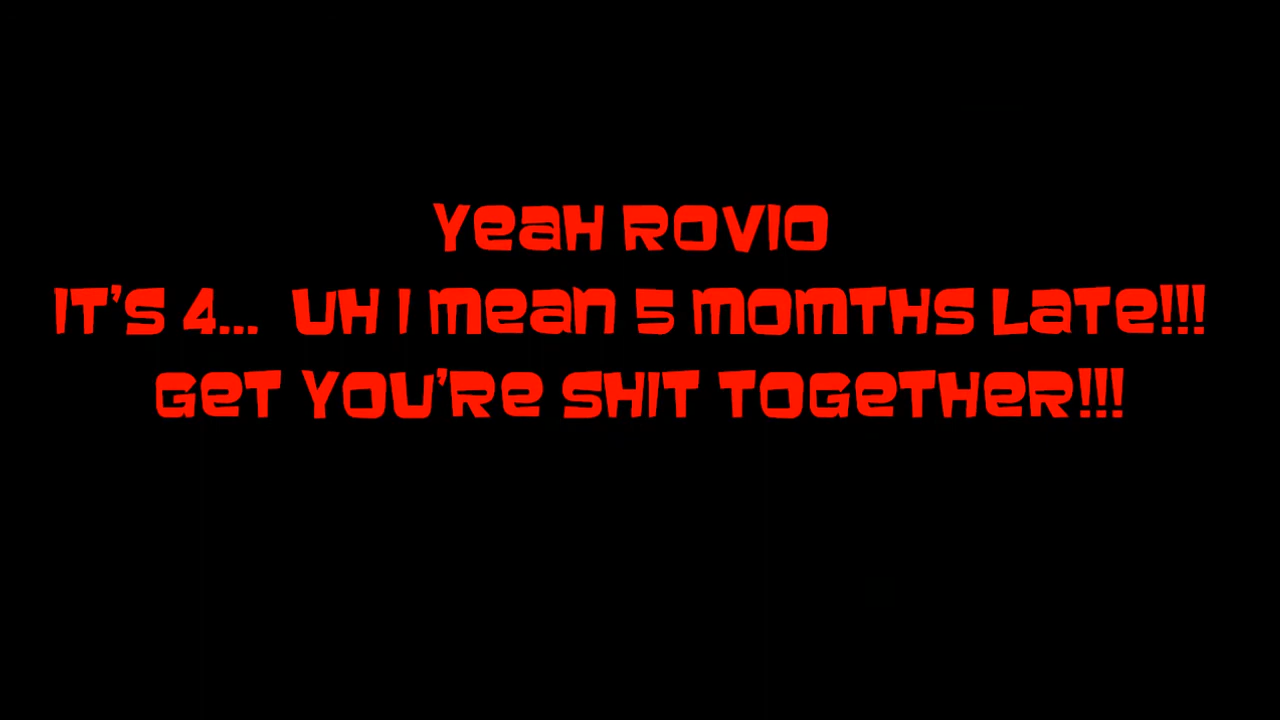 Yeah Rovio
It's 4... uh I mean 5 momths late!!!
Get you're shit together!!!